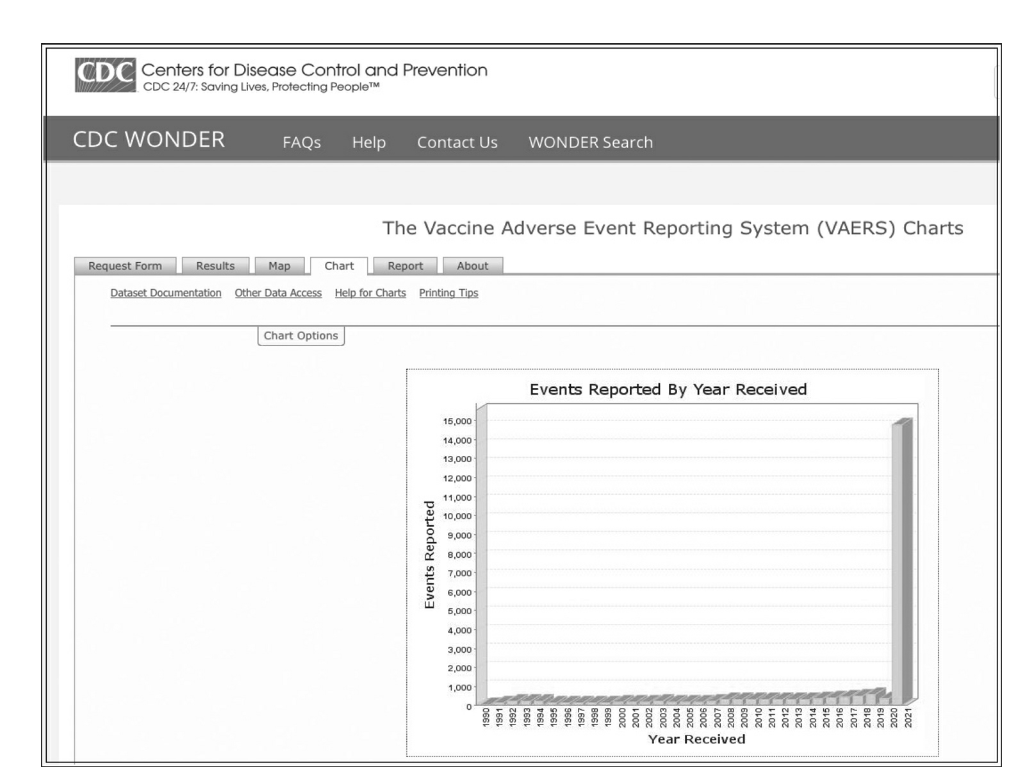 CDC Centers for Disease Control and Prevention
CDC 24/7: Saving Lives, Protecting People™
CDC WONDER FAQs Help Contact Us WONDER Search
The Vaccine Adverse Event Reporting System (VAERS) Charts
Request Form Results Map Chart Report About
Dataset Documentation Other Data Access Help for Charts Printing Tips
Chart Options
Events Reported By Year Received
Events Reported
15,000
14,000
13,000
12,000
11,000
10,000
9,000
8,000
7,000
6,000
5,000
4,000
3,000
2,000
1,000
0
1990 1991 1992 1993 1994 1995 1996 1997 1998 1999 2000 2001 2002 2003 2004 2005 2006 2007 2008 2009 2010 2011 2012 2013 2014 2015 2016 2017 2018 2019 2020 2021
Year Received